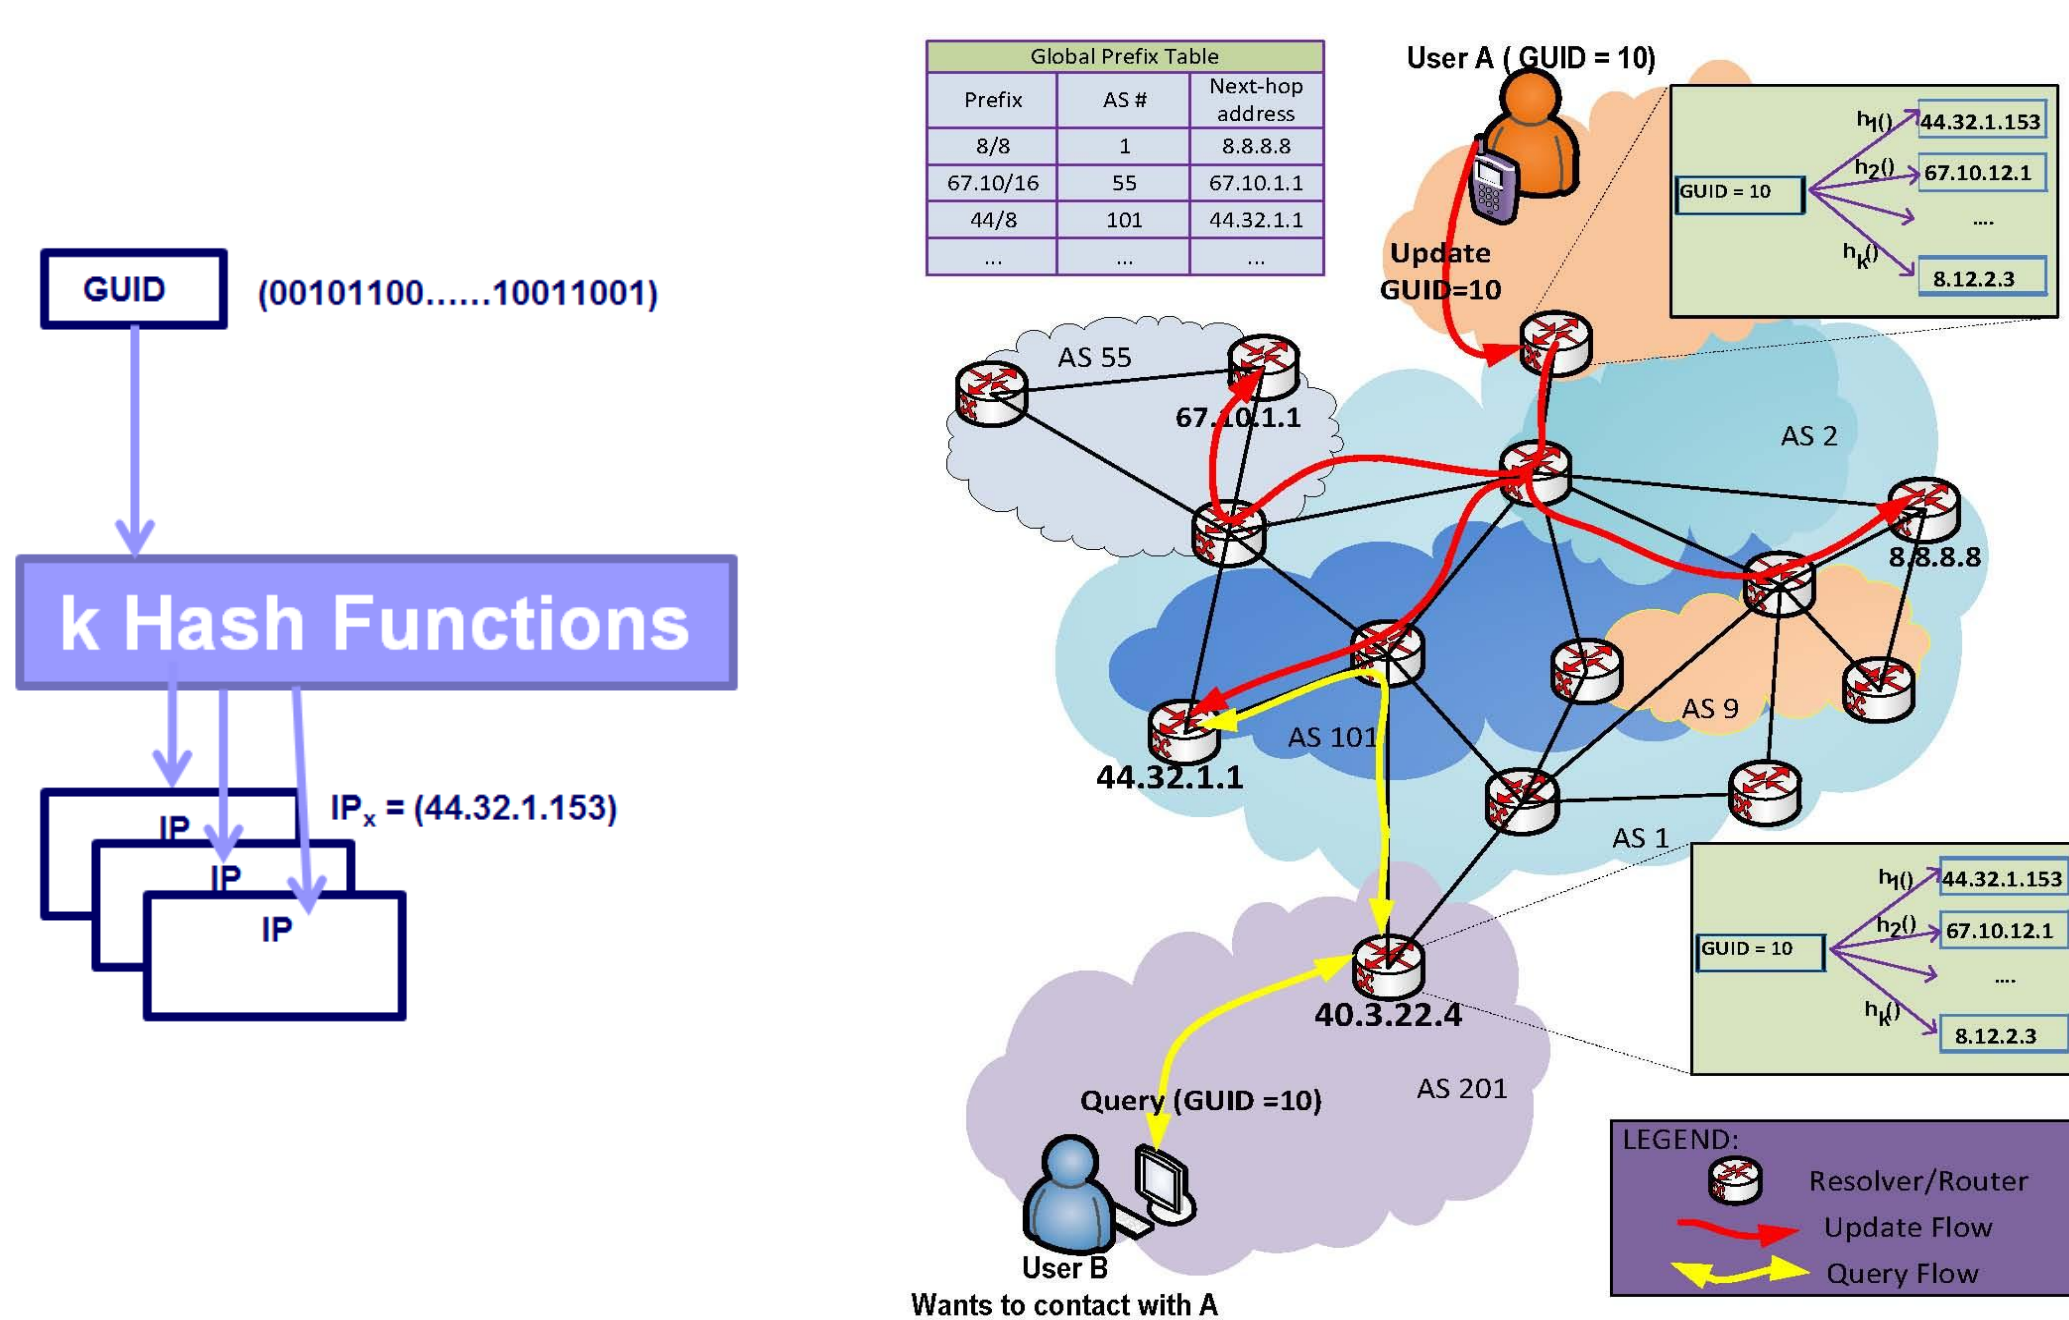 GUID
(00101100......10011001)
k Hash Functions
IP
IPx = (44.32.1.153)
IP
IP
Global Prefix Table
Prefix AS # Next-hop address
8/8 1 8.8.8.8
67.10/16 55 67.10.1.1
44/8 101 44.32.1.1
... ... ...
User A ( GUID = 10)
Update
GUID=10
GUID = 10
h1()
44.32.1.153
h2()
67.10.12.1
....
hk()
8.12.2.3
AS 55
67.10.1.1
AS 2
8.8.8.8
AS 9
AS 101
44.32.1.1
AS 1
40.3.22.4
AS 201
Query (GUID =10)
User B
Wants to contact with A
GUID = 10
h1()
44.32.1.153
h2()
67.10.12.1
....
hk()
8.12.2.3
LEGEND:
Resolver/Router
Update Flow
Query Flow